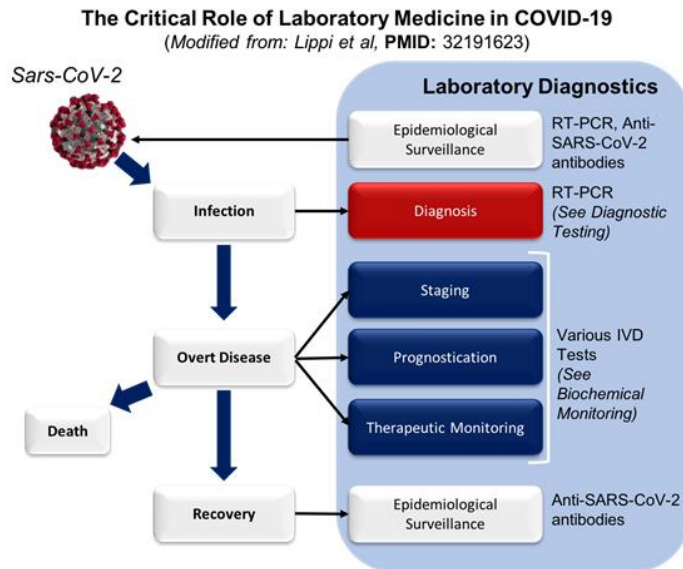 The Critical Role of Laboratory Medicine in COVID-19
(Modified from: Lippi et al, PMID: 32191623)
Sars-CoV-2
Laboratory Diagnostics
Epidemiological
Surveillance
RT-PCR, Anti-
SARS-CoV-2
antibodies
Infection
Diagnosis
RT-PCR
(See Diagnostic
Testing)
Staging
Overt Disease
Prognostication
Various IVD
Tests
(See
Biochemical
Monitoring)
Death
Therapeutic Monitoring
Recovery
Epidemiological
Surveillance
Anti-SARS-CoV-2
antibodies